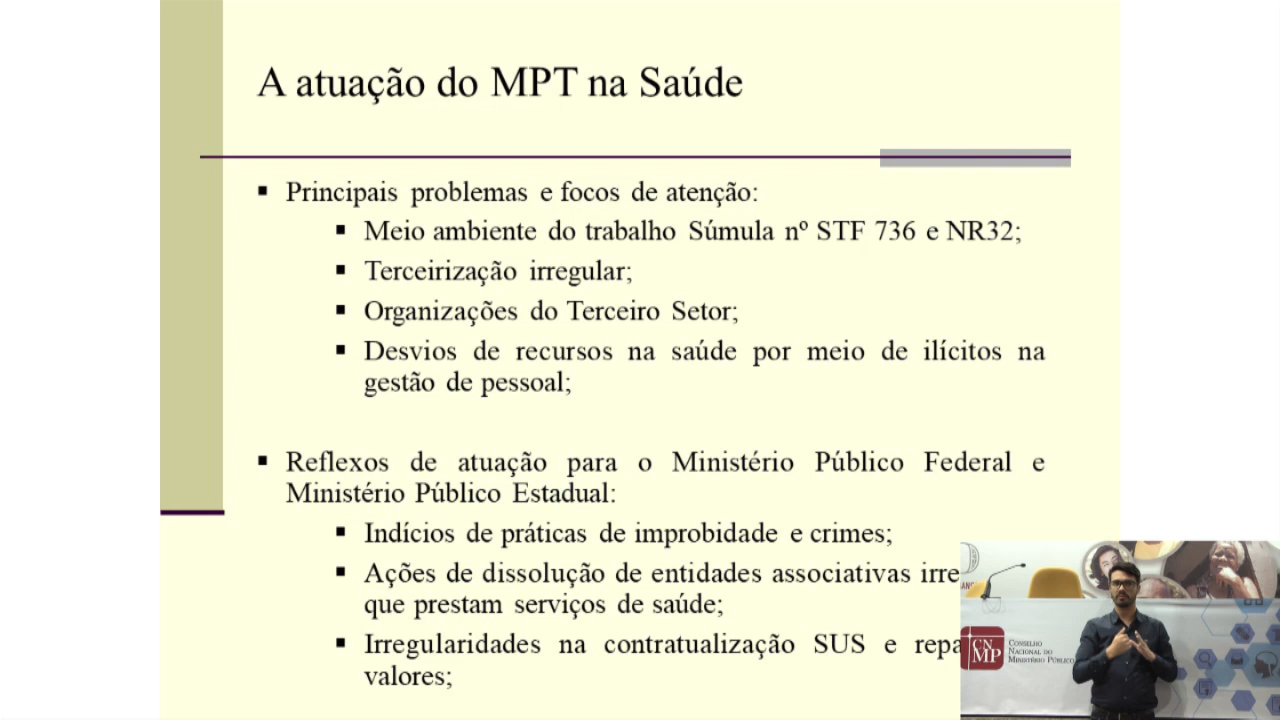 A atuação do MPT na Saúde
▪ Principais problemas e focos de atenção:
▪ Meio ambiente do trabalho Súmula nº STF 736 e NR32;
▪ Terceirização irregular;
▪ Organizações do Terceiro Setor;
▪ Desvios de recursos na saúde por meio de ilícitos na
gestão de pessoal;
▪ Reflexos de atuação para o Ministério Público Federal e
Ministério Público Estadual:
▪ Indícios de práticas de improbidade e crimes;
▪ Ações de dissolução de entidades associativas irre
que prestam serviços de saúde;
▪ Irregularidades na contratualização SUS e repa
valores;
CN
MP
Conselho
Nacional do
Ministério Público